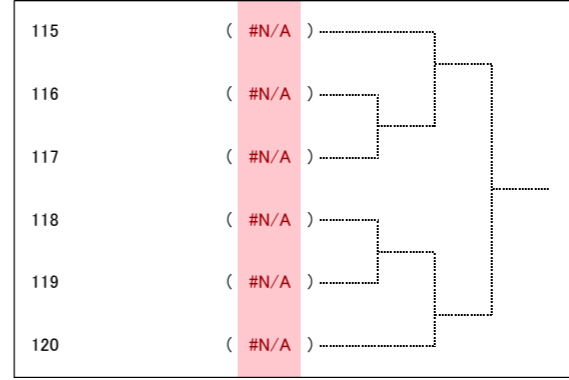 115 ( #N/A )
116 ( #N/A )
117 ( #N/A )
118 ( #N/A )
119 ( #N/A )
120 ( #N/A )